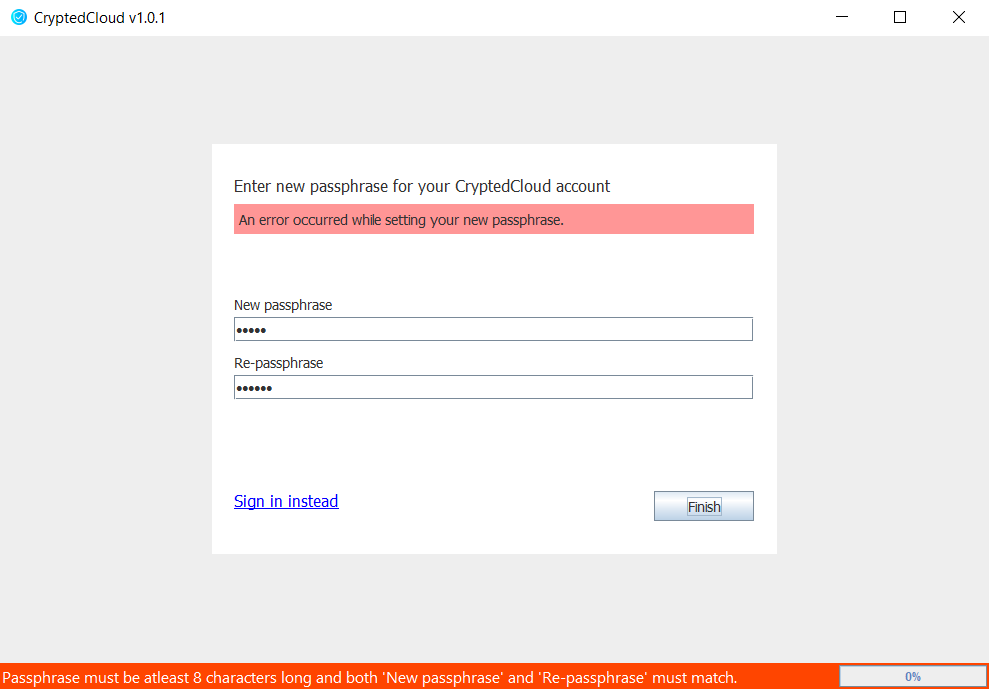 CryptedCloud v1.0.1
Enter new passphrase for your CryptedCloud account
An error occurred while setting your new passphrase.
New passphrase
•••••
Re-passphrase
••••••
Sign in instead
Finish
Passphrase must be atleast 8 characters long and both 'New passphrase' and 'Re-passphrase' must match.
0%